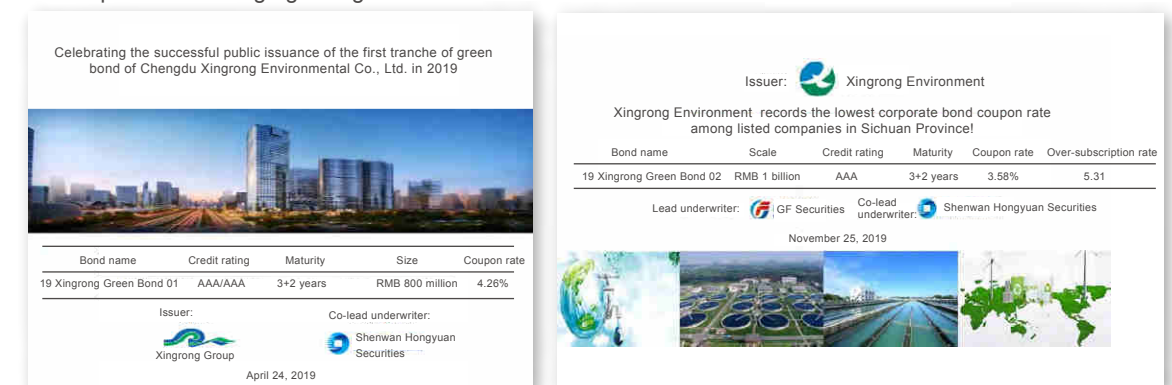 Celebrating the successful public issuance of the first tranche of green
bond of Chengdu Xingrong Environmental Co., Ltd. in 2019
Bond name Credit rating Maturity Size Coupon rate
19 Xingrong Green Bond 01 AAA/AAA 3+2 years RMB 800 million 4.26%
Issuer: Co-lead underwriter:
Xingrong Group
Shenwan Hongyuan
Securities
April 24, 2019
Issuer: Xingrong Environment
Xingrong Environment records the lowest corporate bond coupon rate
among listed companies in Sichuan Province!
Bond name Scale Credit rating Maturity Coupon rate Over-subscription rate
19 Xingrong Green Bond 02 RMB 1 billion AAA 3+2 years 3.58% 5.31
Lead underwriter: GF Securities Co-lead
underwriter: Shenwan Hongyuan Securities
November 25, 2019